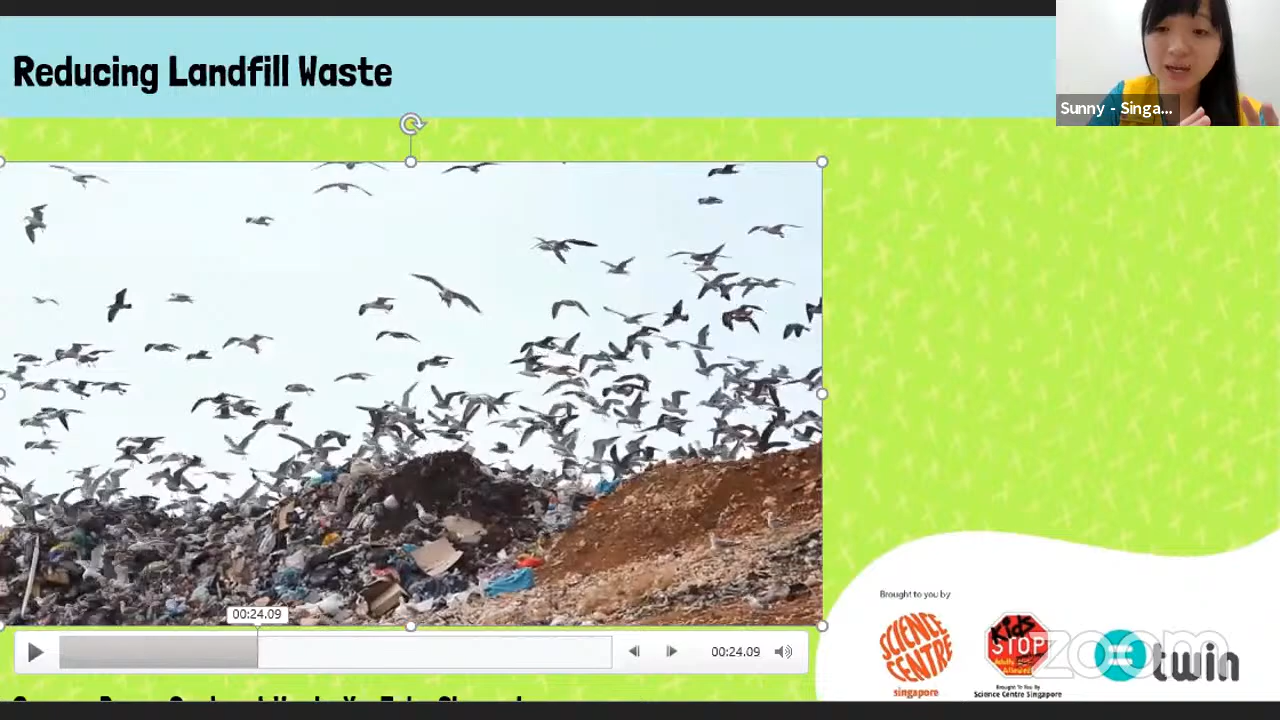 Reducing Landfill Waste
Sunny - Singa...
00:24.09
00:24.09
Brought to you by
SCIENCE
CENTRE
singapore
Kids
STOP
Brought To You By
Science Centre Singapore
twin
zoom